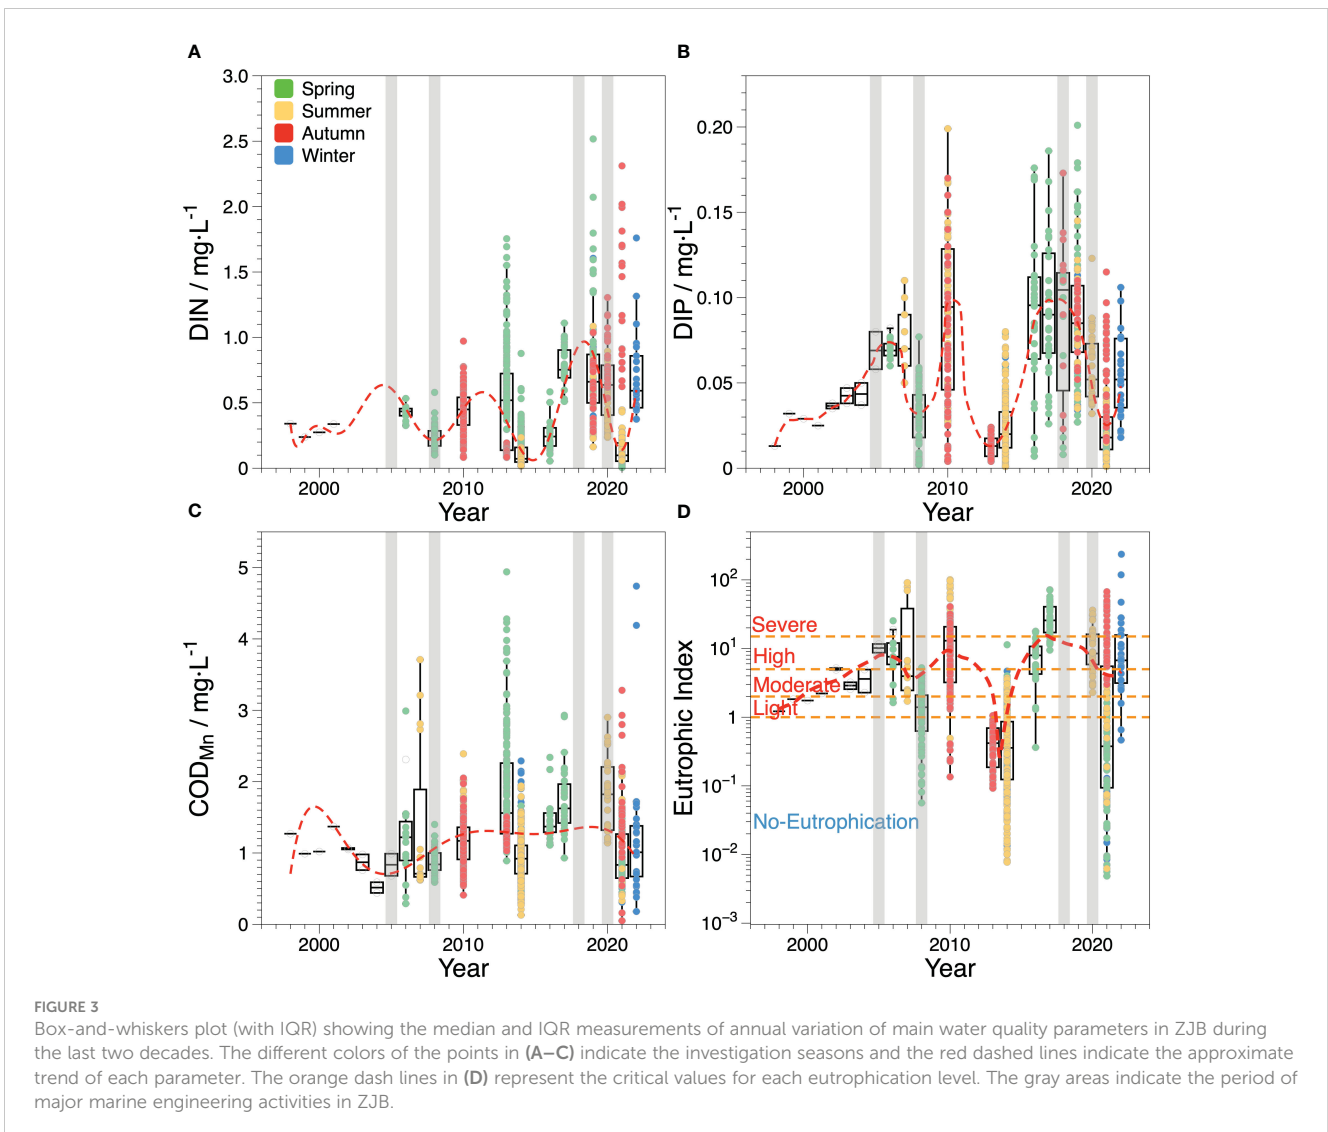 A
B
3.0
2.5
2.0
1.5
1.0
0.5
0
DIN / mg·L⁻¹
Spring
Summer
Autumn
Winter
2000
2010
2020
Year
0.20
0.15
0.10
0.05
0
DIP / mg·L⁻¹
2000
2010
2020
Year
C
D
5
4
3
2
1
0
COD_Mn / mg·L⁻¹
2000
2010
2020
Year
10²
10¹
1
10⁻¹
10⁻²
10⁻³
Eutrophic Index
Severe
High
Moderate
Light
No-Eutrophication
2000
2010
2020
Year
FIGURE 3
Box-and-whiskers plot (with IQR) showing the median and IQR measurements of annual variation of main water quality parameters in ZJB during
the last two decades. The different colors of the points in (A–C) indicate the investigation seasons and the red dashed lines indicate the approximate
trend of each parameter. The orange dash lines in (D) represent the critical values for each eutrophication level. The gray areas indicate the period of
major marine engineering activities in ZJB.